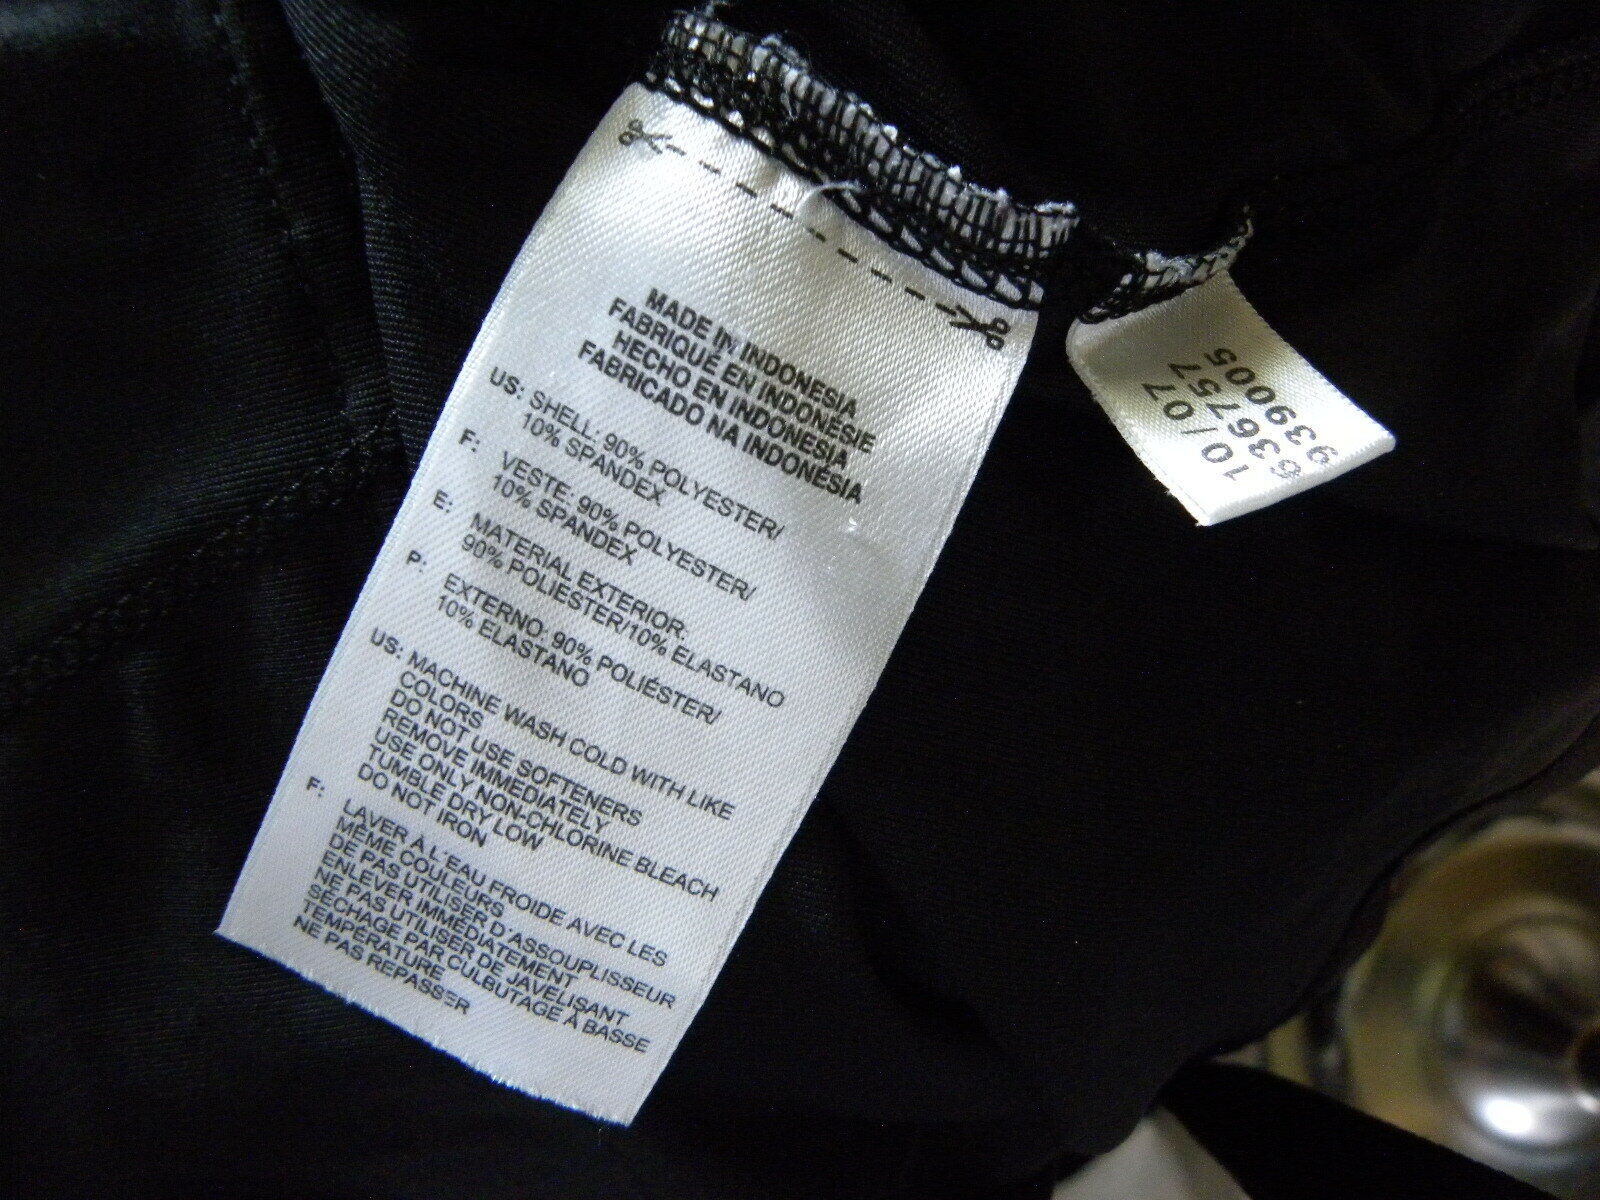 MADE IN INDONESIA
FABRIQUÉ EN INDONÉSIE
HECHO EN INDONESIA
FABRICADO NA INDONÉSIA
US: SHELL: 90% POLYESTER/
10% SPANDEX
F: VESTE: 90% POLYESTER/
10% SPANDEX
E: MATERIAL EXTERIOR:
90% POLIESTER/10% ELASTANO
P: EXTERNO: 90% POLIÉSTER/
10% ELASTANO
US: MACHINE WASH COLD WITH LIKE
COLORS
DO NOT USE SOFTENERS
REMOVE IMMEDIATELY
USE ONLY NON-CHLORINE BLEACH
TUMBLE DRY LOW
DO NOT IRON
F: LAVER À L'EAU FROIDE AVEC LES
MÊME COULEURS
DE PAS UTILISER D'ASSOUPLISSEUR
ENLEVER IMMÉDIATEMENT
NE PAS UTILISER DE JAVELISANT
SÉCHAGE PAR CULBUTAGE À BASSE
TEMPÉRATURE
NE PAS REPASSER
10/07
636757
939005